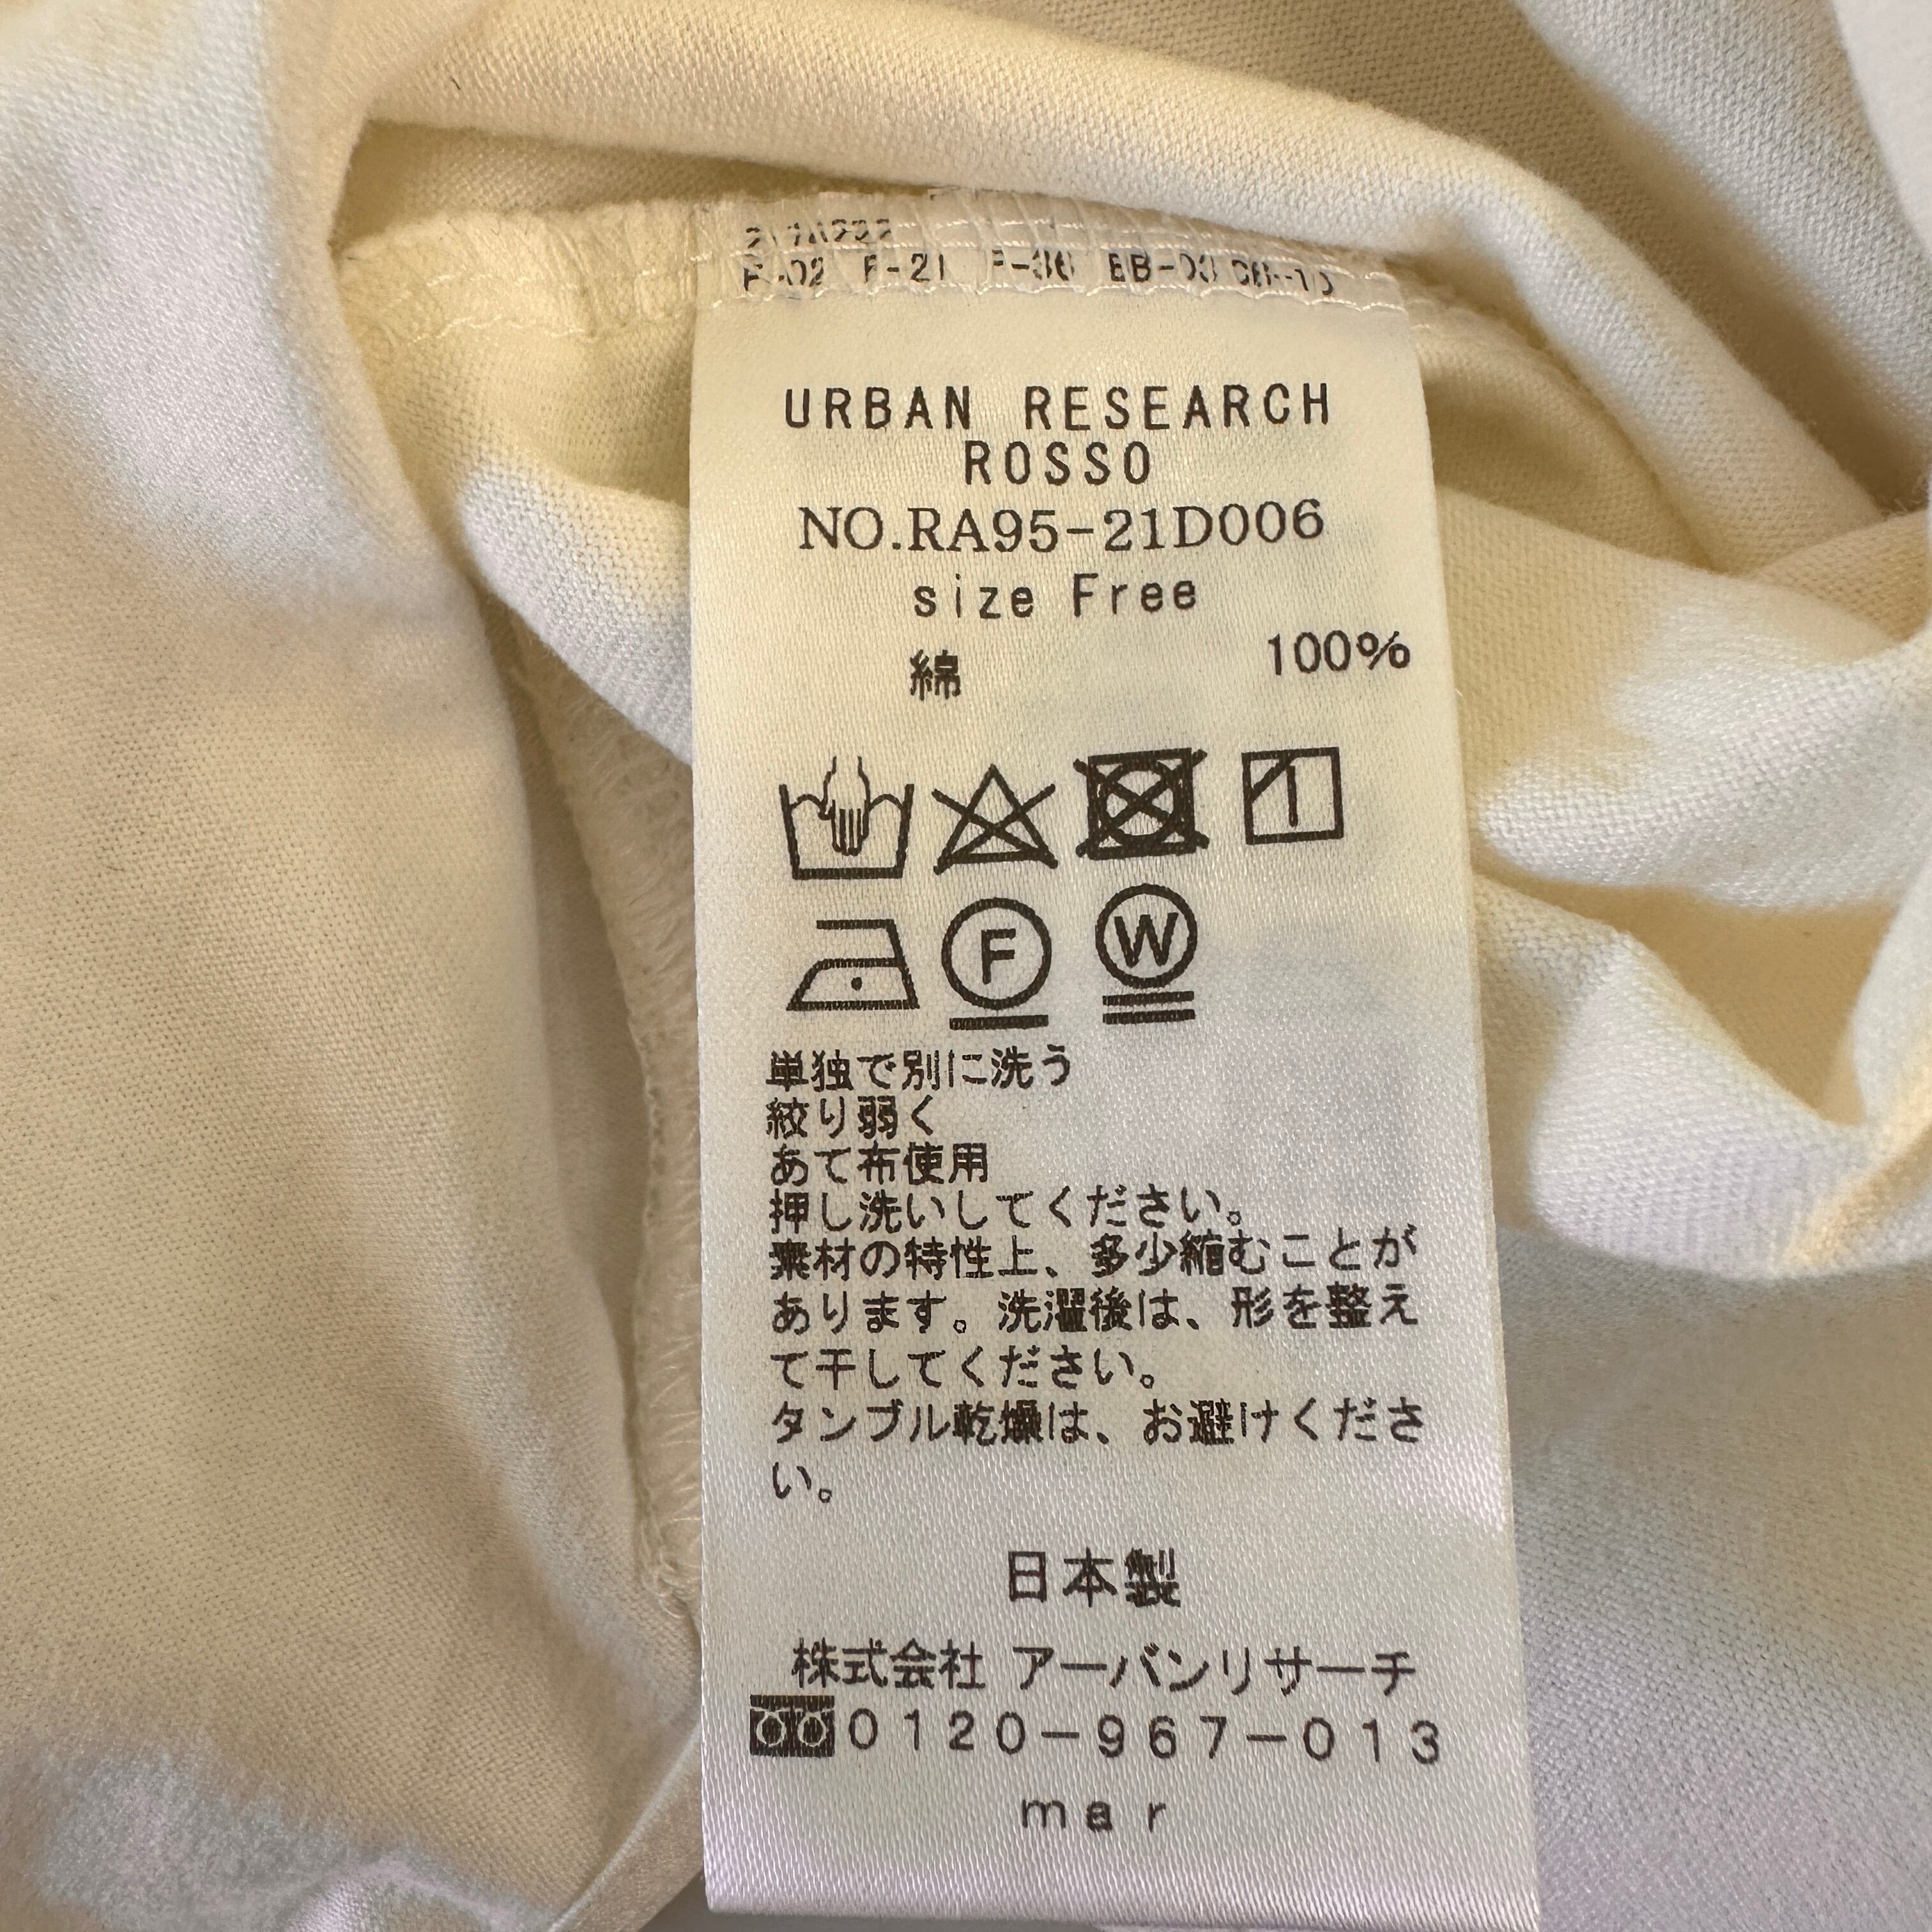 URBAN RESEARCH
ROSSO
NO.RA95-21D006
size Free
綿 100%
F
W
単独で別に洗う
絞り弱く
あて布使用
押し洗いしてください。
素材の特性上、多少縮むことが
あります。洗濯後は、形を整え
て干してください。
タンブル乾燥は、お避けくださ
い。
日本製
株式会社 アーバンリサーチ
0120-967-013
mar